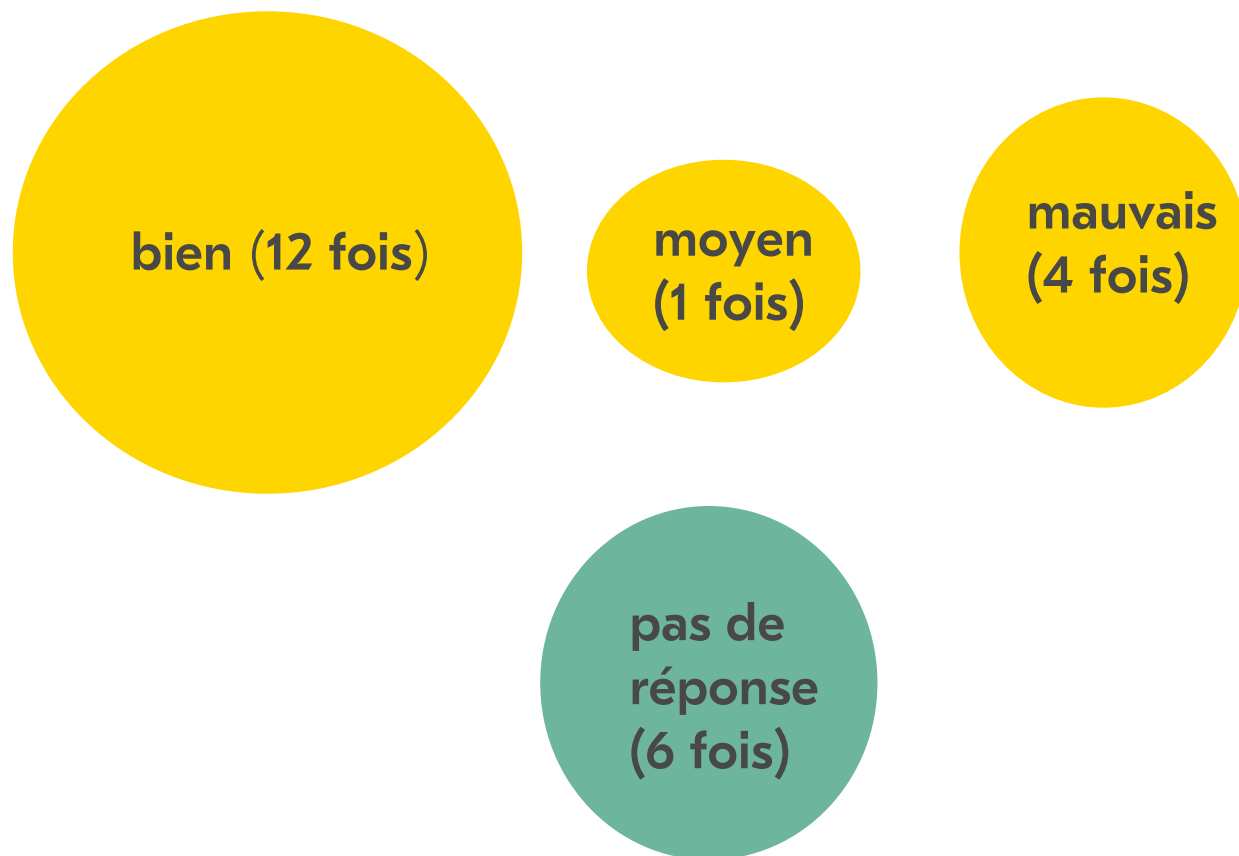 bien (12 fois)
moyen
(1 fois)
mauvais
(4 fois)
pas de
réponse
(6 fois)